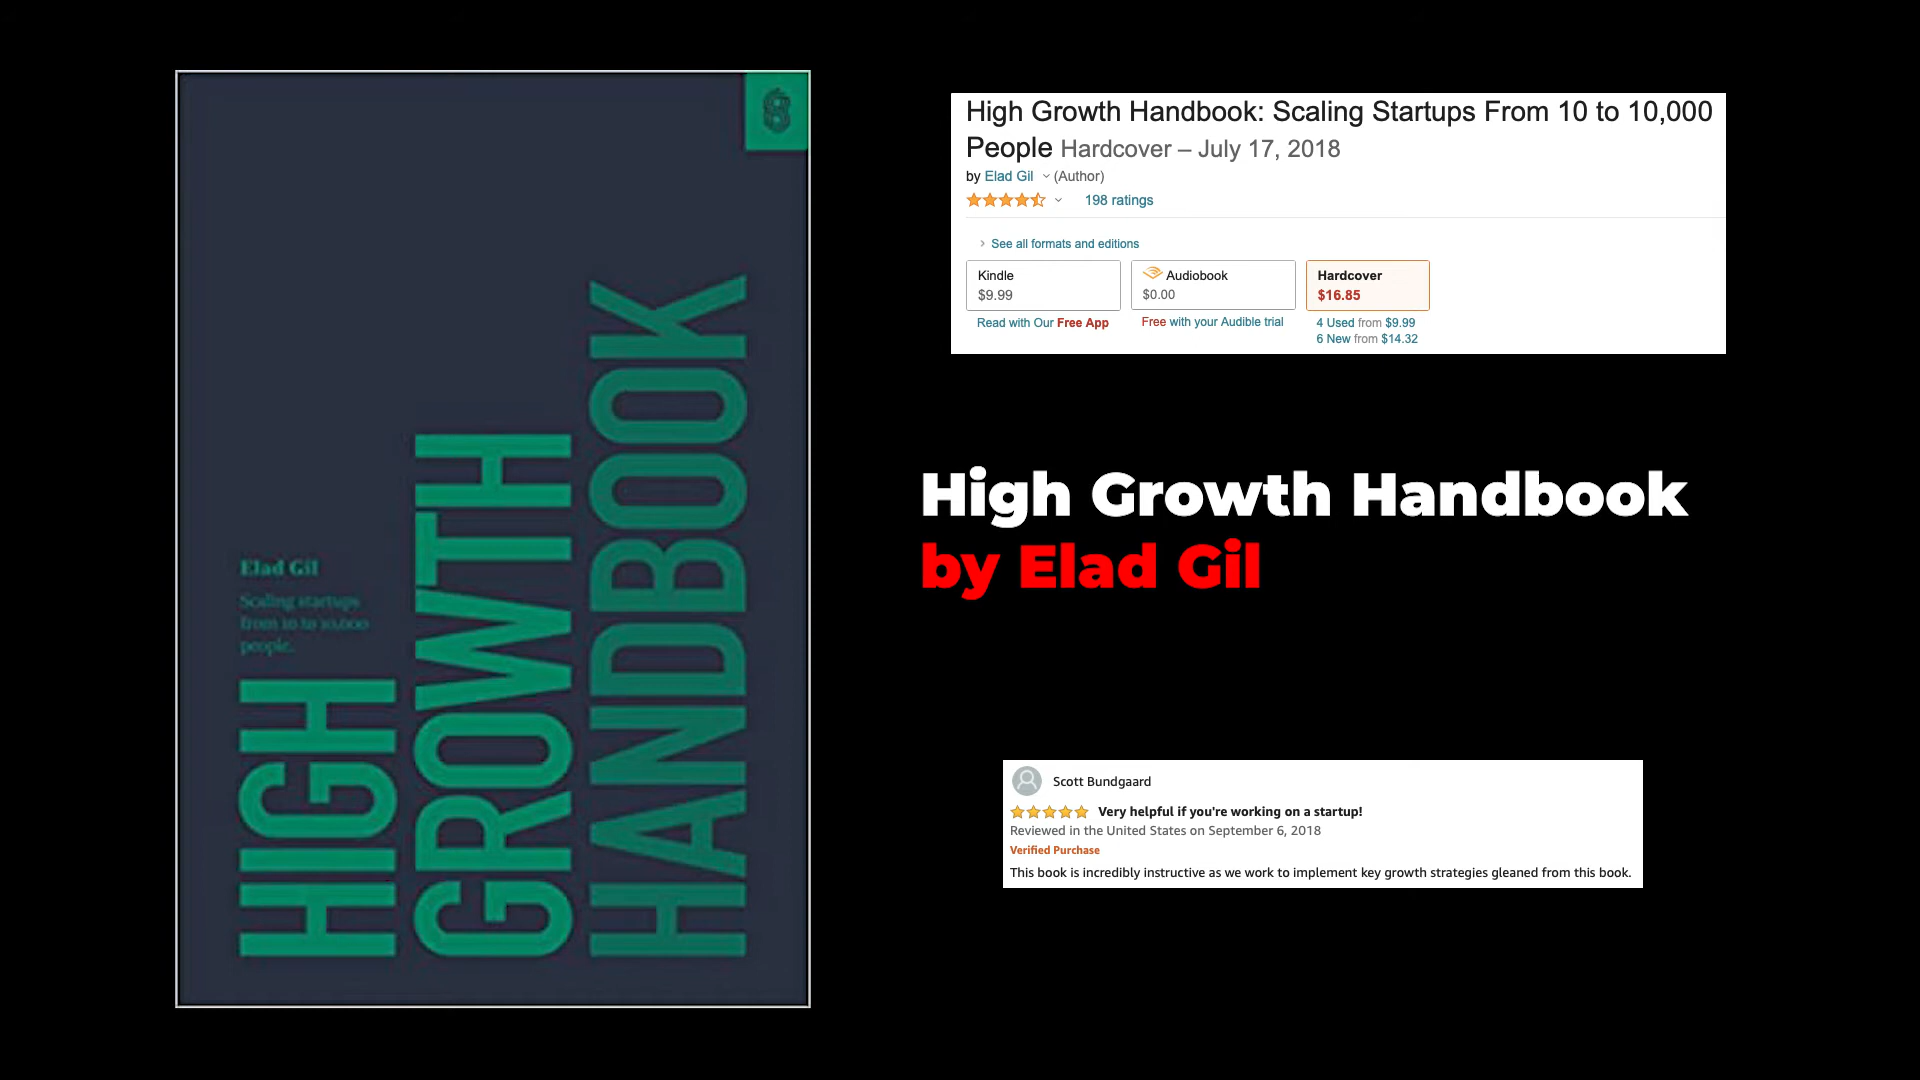 HIGH
GROWTH
HANDBOOK
Elad Gil
Scaling startups
from 10 to 10,000
people.
High Growth Handbook: Scaling Startups From 10 to 10,000
People Hardcover – July 17, 2018
by Elad Gil (Author)
198 ratings
See all formats and editions
Kindle
$9.99
Read with Our Free App
Audiobook
$0.00
Free with your Audible trial
Hardcover
$16.85
4 Used from $9.99
6 New from $14.32
High Growth Handbook
by Elad Gil
Scott Bundgaard
Very helpful if you're working on a startup!
Reviewed in the United States on September 6, 2018
Verified Purchase
This book is incredibly instructive as we work to implement key growth strategies gleaned from this book.